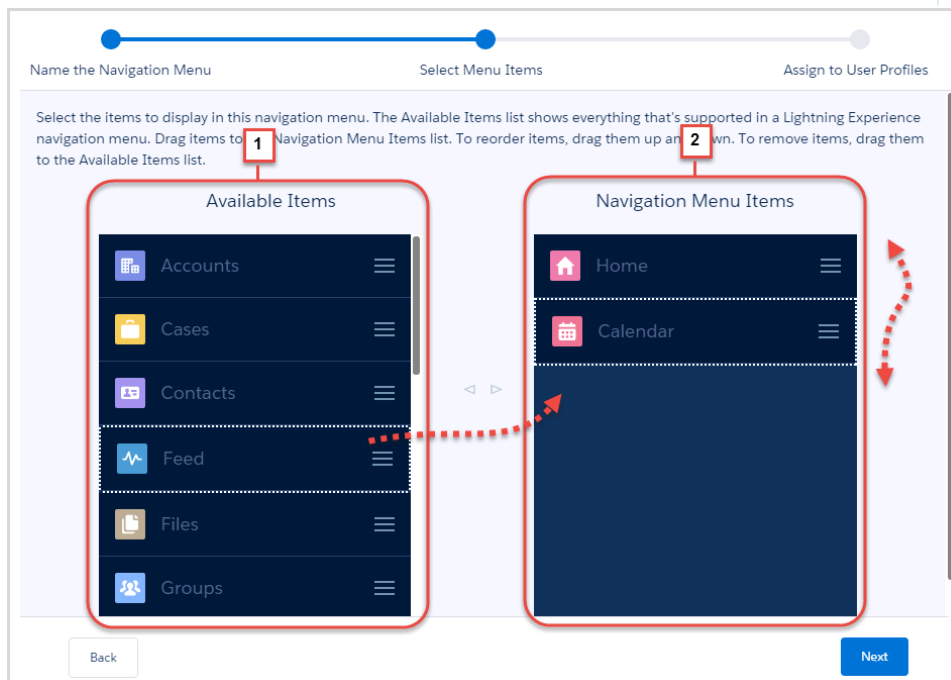 Name the Navigation Menu
Select Menu Items
Assign to User Profiles
Select the items to display in this navigation menu. The Available Items list shows everything that's supported in a Lightning Experience
navigation menu. Drag items to Navigation Menu Items list. To reorder items, drag them up an wn. To remove items, drag them
to the Available Items list.
1
2
Available Items
Accounts
Cases
Contacts
Feed
Files
Groups
Navigation Menu Items
Home
Calendar
Back
Next